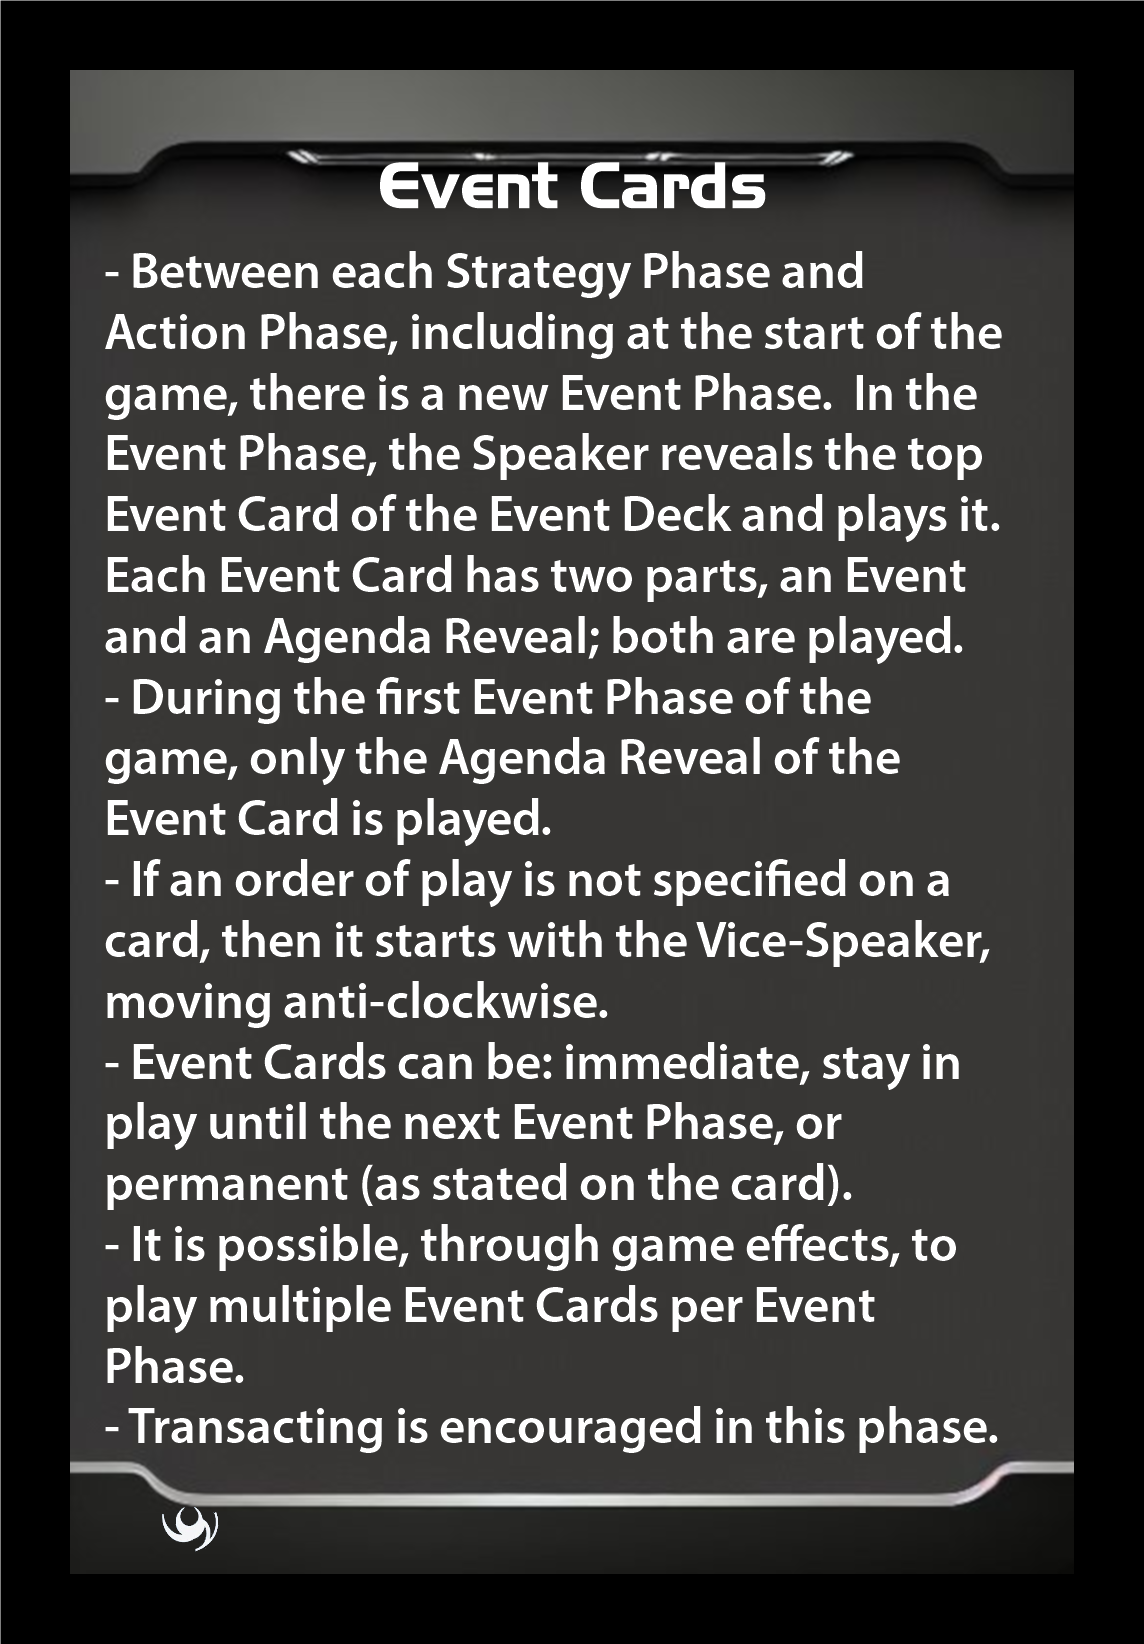 Event Cards
- Between each Strategy Phase and
Action Phase, including at the start of the
game, there is a new Event Phase.  In the
Event Phase, the Speaker reveals the top
Event Card of the Event Deck and plays it.
Each Event Card has two parts, an Event
and an Agenda Reveal; both are played.
- During the first Event Phase of the
game, only the Agenda Reveal of the
Event Card is played.
- If an order of play is not specified on a
card, then it starts with the Vice-Speaker,
moving anti-clockwise.
- Event Cards can be: immediate, stay in
play until the next Event Phase, or
permanent (as stated on the card).
- It is possible, through game effects, to
play multiple Event Cards per Event
Phase.
- Transacting is encouraged in this phase.